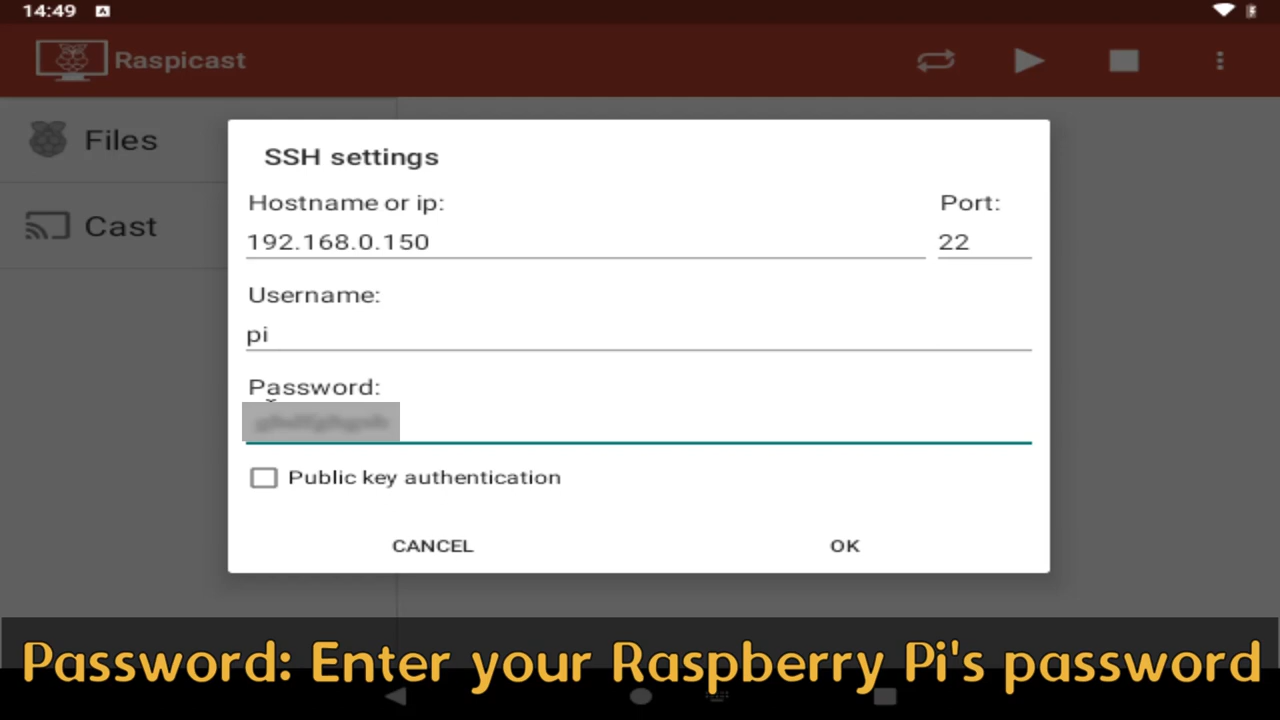 14:49
Raspicast
Files
Cast
SSH settings
Hostname or ip:
Port:
192.168.0.150
22
Username:
pi
Password:
Public key authentication
CANCEL
OK
Password: Enter your Raspberry Pi's password